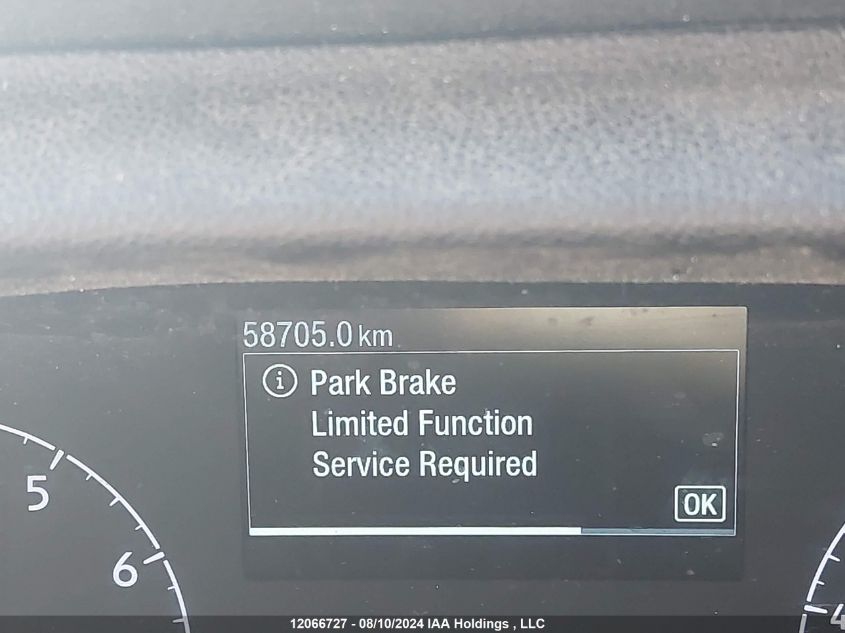 58705.0 km
i Park Brake
Limited Function
Service Required
OK
5
6
4
12066727 - 08/10/2024 IAA Holdings , LLC